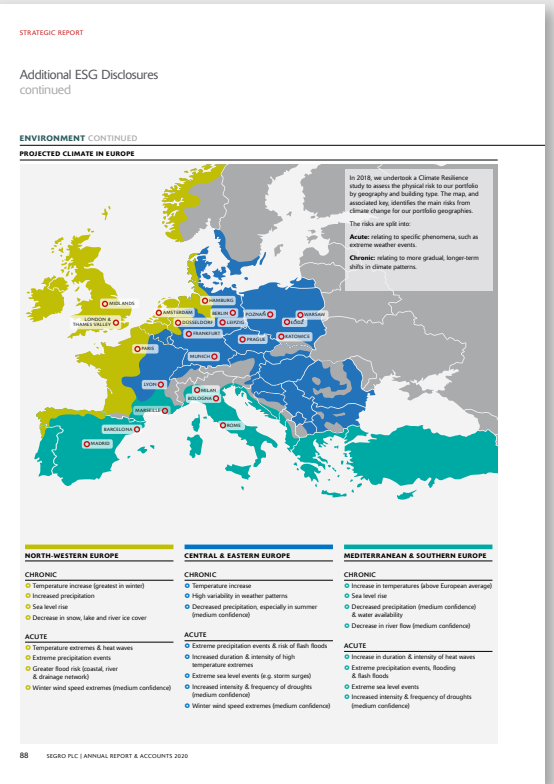 STRATEGIC REPORT
Additional ESG Disclosures
continued
ENVIRONMENT CONTINUED
PROJECTED CLIMATE IN EUROPE
In 2018, we undertook a Climate Resilience
study to assess the physical risk to our portfolio
by geography and building type. The map, and
associated key, identifies the main risks from
climate change for our portfolio geographies.
The risks are split into:
Acute: relating to specific phenomena, such as
extreme weather events.
Chronic: relating to more gradual, longer-term
shifts in climate patterns.
MIDLANDS
LONDON &
THAMES VALLEY
HAMBURG
AMSTERDAM
BERLIN
POZNAŃ
WARSAW
DÜSSELDORF
LEIPZIG
ŁÓDŹ
FRANKFURT
PRAGUE
KATOWICE
PARIS
MUNICH
LYON
MILAN
BOLOGNA
MARSEILLE
BARCELONA
ROME
MADRID
NORTH-WESTERN EUROPE
CHRONIC
Temperature increase (greatest in winter)
Increased precipitation
Sea level rise
Decrease in snow, lake and river ice cover
ACUTE
Temperature extremes & heat waves
Extreme precipitation events
Greater flood risk (coastal, river
& drainage network)
Winter wind speed extremes (medium confidence)
CENTRAL & EASTERN EUROPE
CHRONIC
Temperature increase
High variability in weather patterns
Decreased precipitation, especially in summer
(medium confidence)
ACUTE
Extreme precipitation events & risk of flash floods
Increased duration & intensity of high
temperature extremes
Extreme sea level events (e.g. storm surges)
Increased intensity & frequency of droughts
(medium confidence)
Winter wind speed extremes (medium confidence)
MEDITERRANEAN & SOUTHERN EUROPE
CHRONIC
Increase in temperatures (above European average)
Sea level rise
Decreased precipitation (medium confidence)
& water availability
Decrease in river flow (medium confidence)
ACUTE
Increase in duration & intensity of heat waves
Extreme precipitation events, flooding
& flash floods
Extreme sea level events
Increased intensity & frequency of droughts
(medium confidence)
88 SEGRO PLC | ANNUAL REPORT & ACCOUNTS 2020